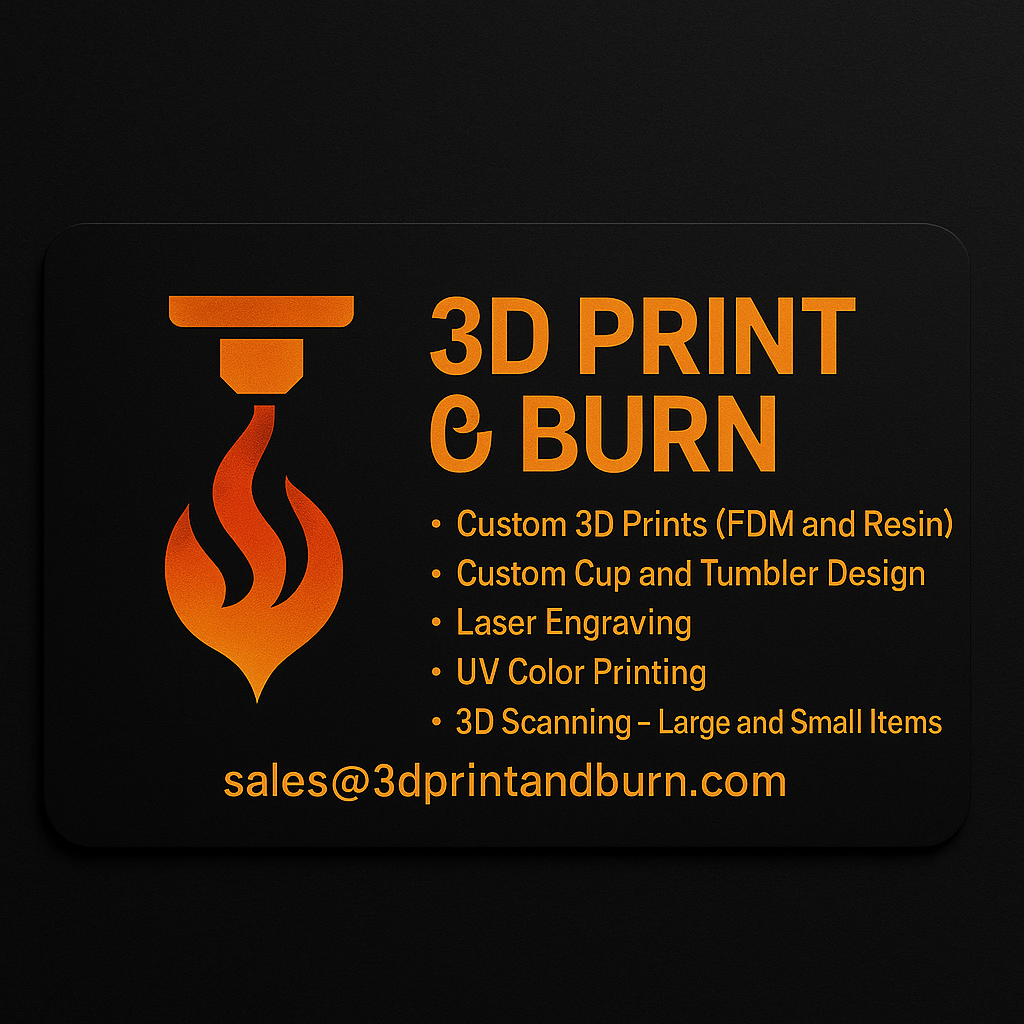 3D PRINT
& BURN
• Custom 3D Prints (FDM and Resin)
• Custom Cup and Tumbler Design
• Laser Engraving
• UV Color Printing
• 3D Scanning – Large and Small Items
sales@3dprintandburn.com